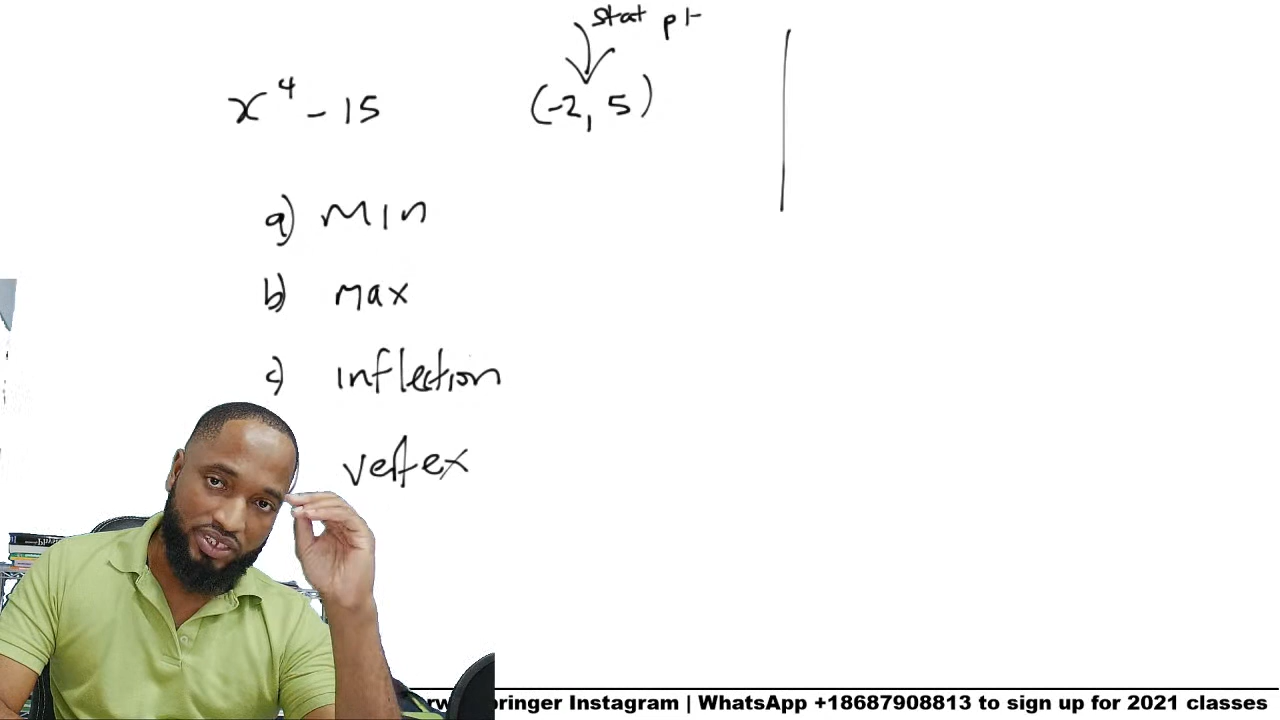 stat pt
x⁴ - 15 (-2, 5)
a) Min
b) max
c) inflection
vertex
pringer Instagram | WhatsApp +18687908813 to sign up for 2021 classes